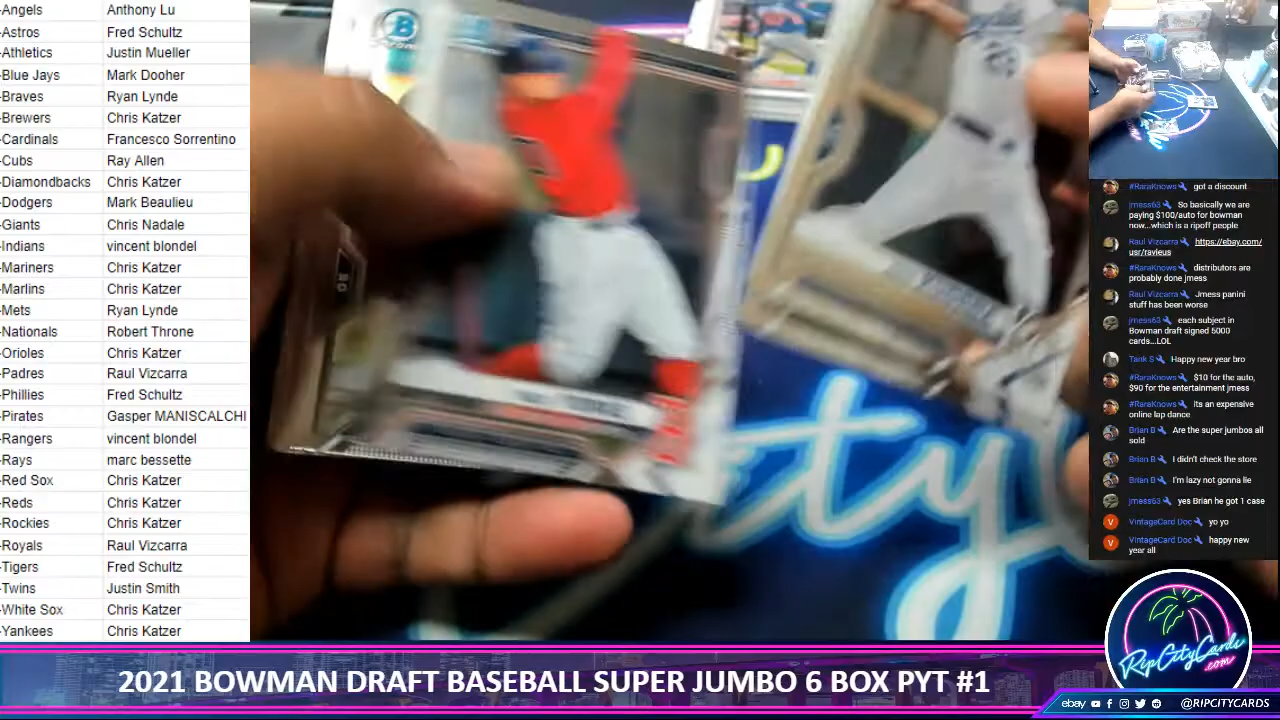 -Angels Anthony Lu
-Astros Fred Schultz
-Athletics Justin Mueller
-Blue Jays Mark Dooher
-Braves Ryan Lynde
-Brewers Chris Katzer
-Cardinals Francesco Sorrentino
-Cubs Ray Allen
-Diamondbacks Chris Katzer
-Dodgers Mark Beaulieu
-Giants Chris Nadale
-Indians vincent blondel
-Mariners Chris Katzer
-Marlins Chris Katzer
-Mets Ryan Lynde
-Nationals Robert Throne
-Orioles Chris Katzer
-Padres Raul Vizcarra
-Phillies Fred Schultz
-Pirates Gasper MANISCALCHI
-Rangers vincent blondel
-Rays marc bessette
-Red Sox Chris Katzer
-Reds Chris Katzer
-Rockies Chris Katzer
-Royals Raul Vizcarra
-Tigers Fred Schultz
-Twins Justin Smith
-White Sox Chris Katzer
-Yankees Chris Katzer
ty
#RaraKnows got a discount
jmess63 So basically we are
paying $100/auto for bowman
now...which is a ripoff people
Raul Vizcarra https://ebay.com/
usr/ravieus
#RaraKnows distributors are
probably done jmess
Raul Vizcarra Jmess panini
stuff has been worse
jmess63 each subject in
Bowman draft signed 5000
cards...LOL
Tank S Happy new year bro
#RaraKnows $10 for the auto,
$90 for the entertainment jmess
#RaraKnows its an expensive
online lap dance
Brian B Are the super jumbos all
sold
Brian B I didn't check the store
Brian B I'm lazy not gonna lie
jmess63 yes Brian he got 1 case
V VintageCard Doc yo yo
V VintageCard Doc happy new
year all
RipCityCards
.com
2021 BOWMAN DRAFT BASEBALL SUPER JUMBO 6 BOX PYT #1
ebay @RIPCITYCARDS